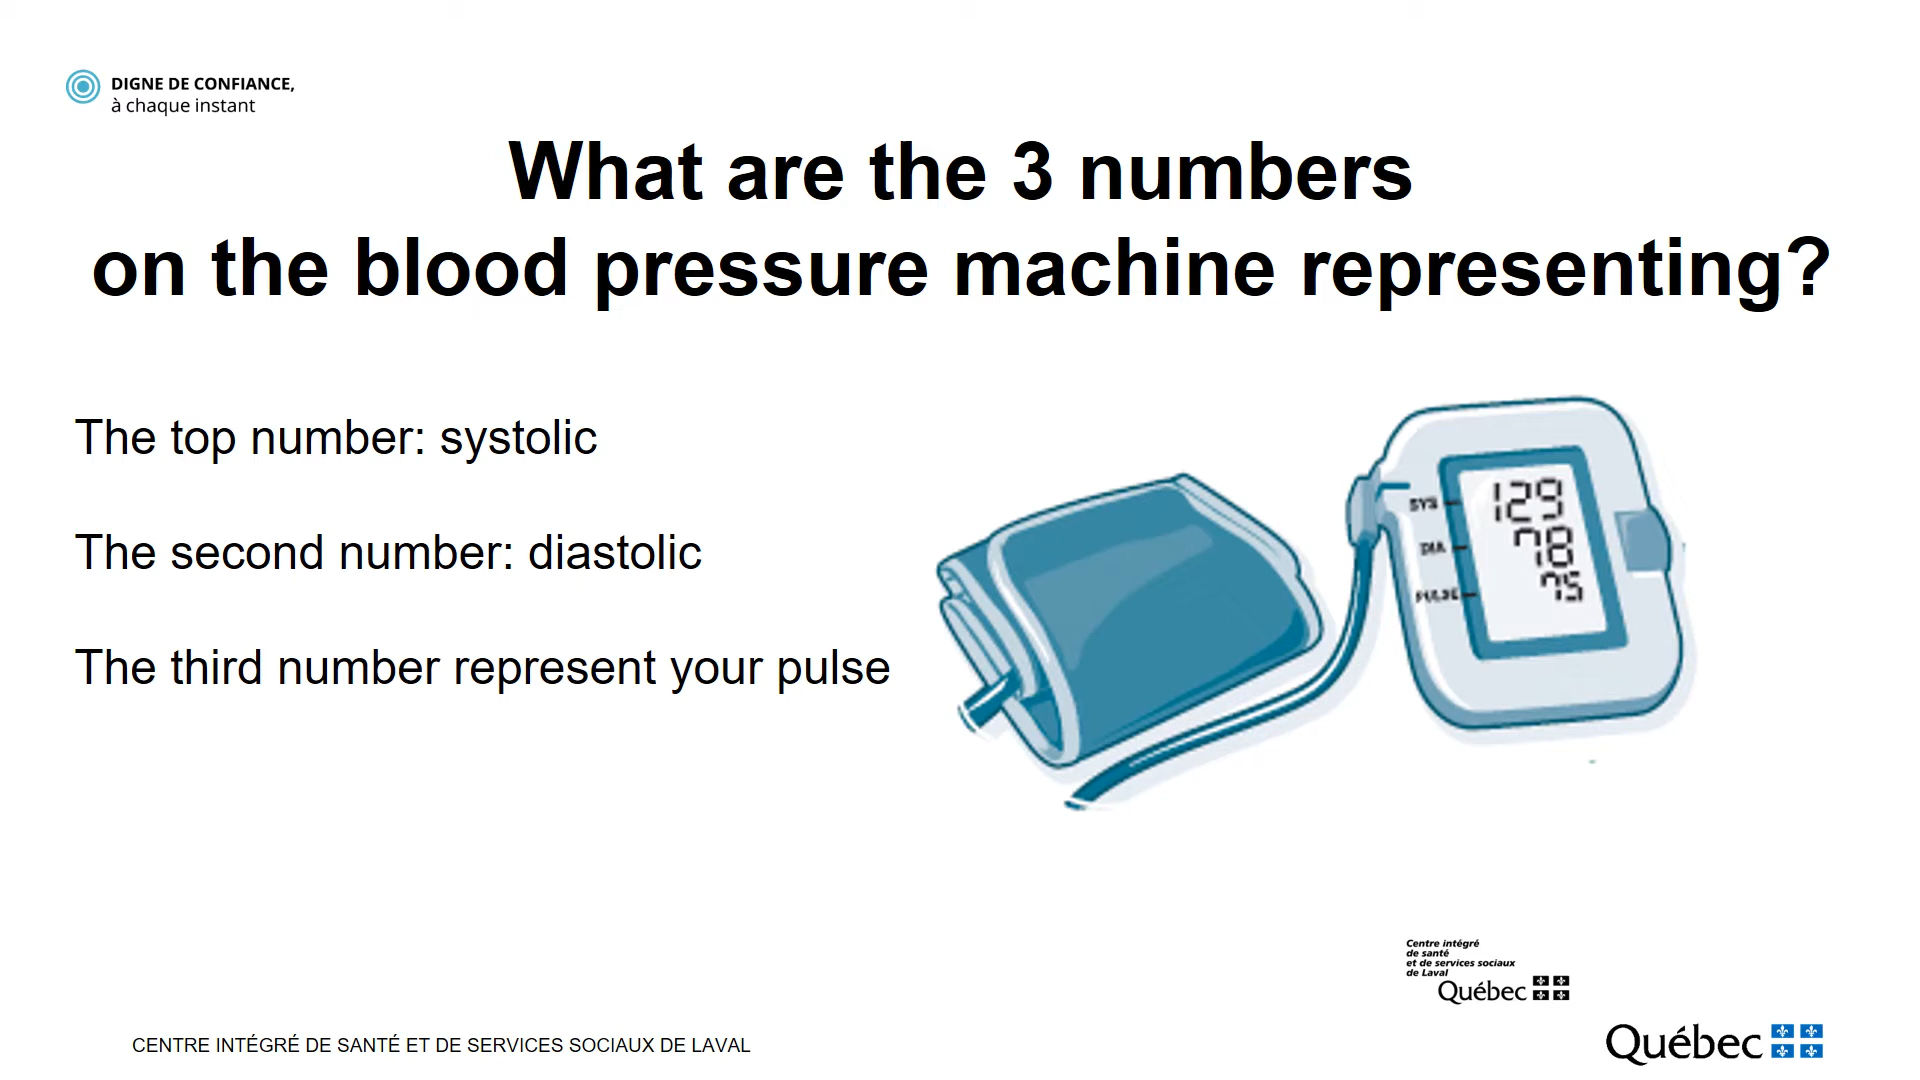 DIGNE DE CONFIANCE,
à chaque instant
What are the 3 numbers
on the blood pressure machine representing?
The top number: systolic
The second number: diastolic
The third number represent your pulse
SYS 129
DIA 78
PULSE 75
Centre intégré
de santé
et de services sociaux
de Laval
Québec
CENTRE INTÉGRÉ DE SANTÉ ET DE SERVICES SOCIAUX DE LAVAL
Québec